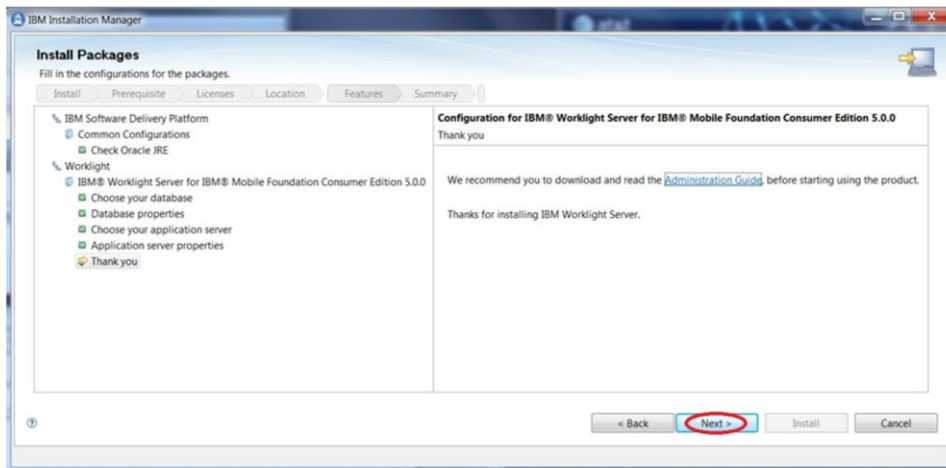 IBM Installation Manager
Install Packages
Fill in the configurations for the packages.
Install Prerequisite Licenses Location Features Summary
IBM Software Delivery Platform
Common Configurations
Check Oracle JRE
Worklight
IBM® Worklight Server for IBM® Mobile Foundation Consumer Edition 5.0.0
Choose your database
Database properties
Choose your application server
Application server properties
Thank you
Configuration for IBM® Worklight Server for IBM® Mobile Foundation Consumer Edition 5.0.0
Thank you
We recommend you to download and read the Administration Guide, before starting using the product.
Thanks for installing IBM Worklight Server.
< Back Next > Install Cancel